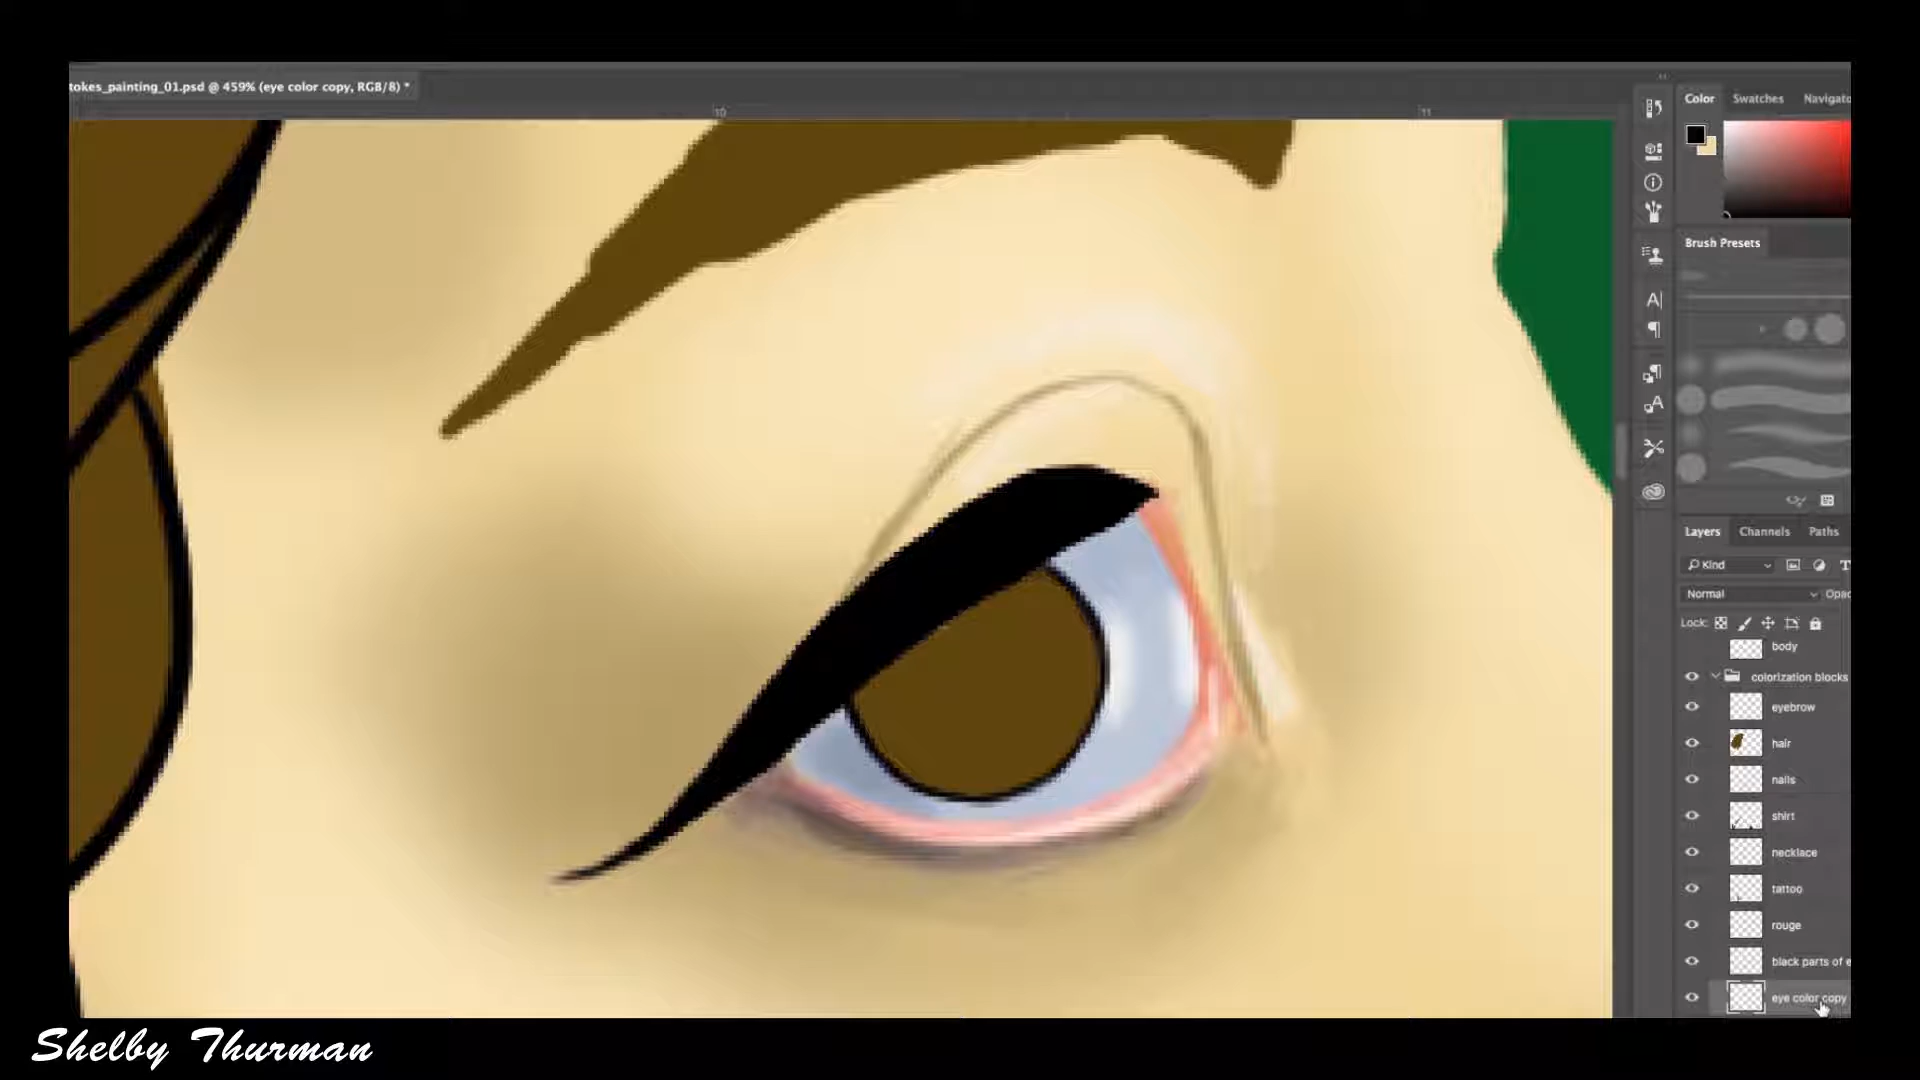 tokes_painting_01.psd @ 459% (eye color copy, RGB/8) *
10
11
Color Swatches Navigato
Brush Presets
Layers Channels Paths
Kind
Normal Opac
Lock:
body
colorization blocks
eyebrow
hair
nails
shirt
necklace
tattoo
rouge
black parts of e
eye color copy
Shelby Thurman